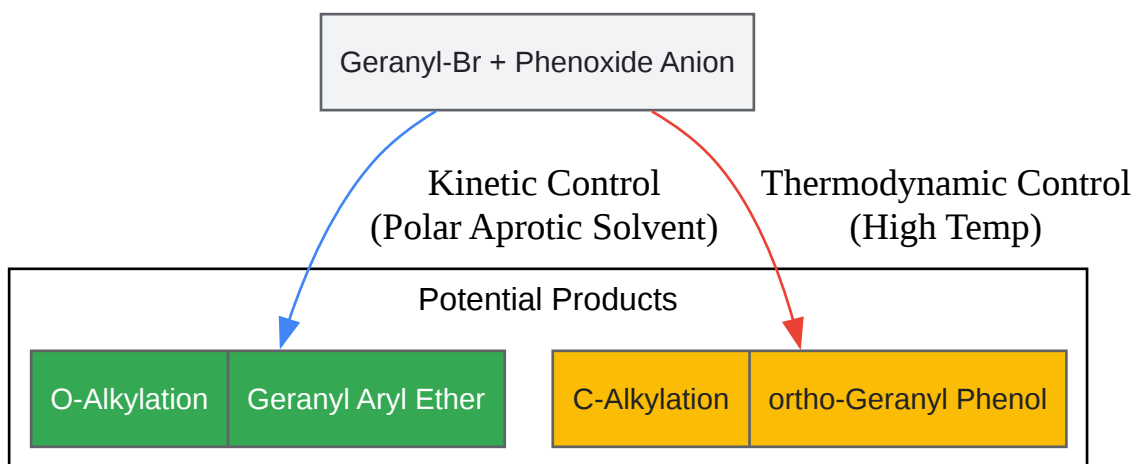 Geranyl-Br + Phenoxide Anion
Kinetic Control
(Polar Aprotic Solvent)
Thermodynamic Control
(High Temp)
Potential Products
O-Alkylation
Geranyl Aryl Ether
C-Alkylation
ortho-Geranyl Phenol